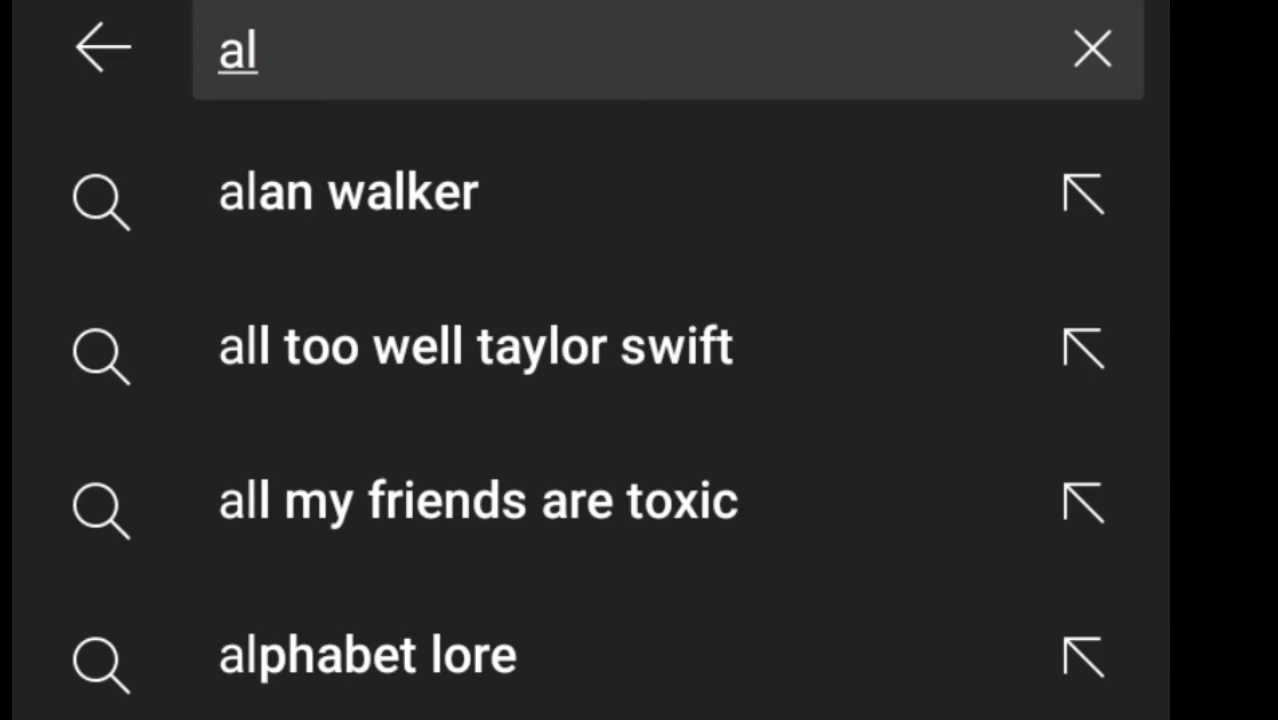 al
alan walker
all too well taylor swift
all my friends are toxic
alphabet lore